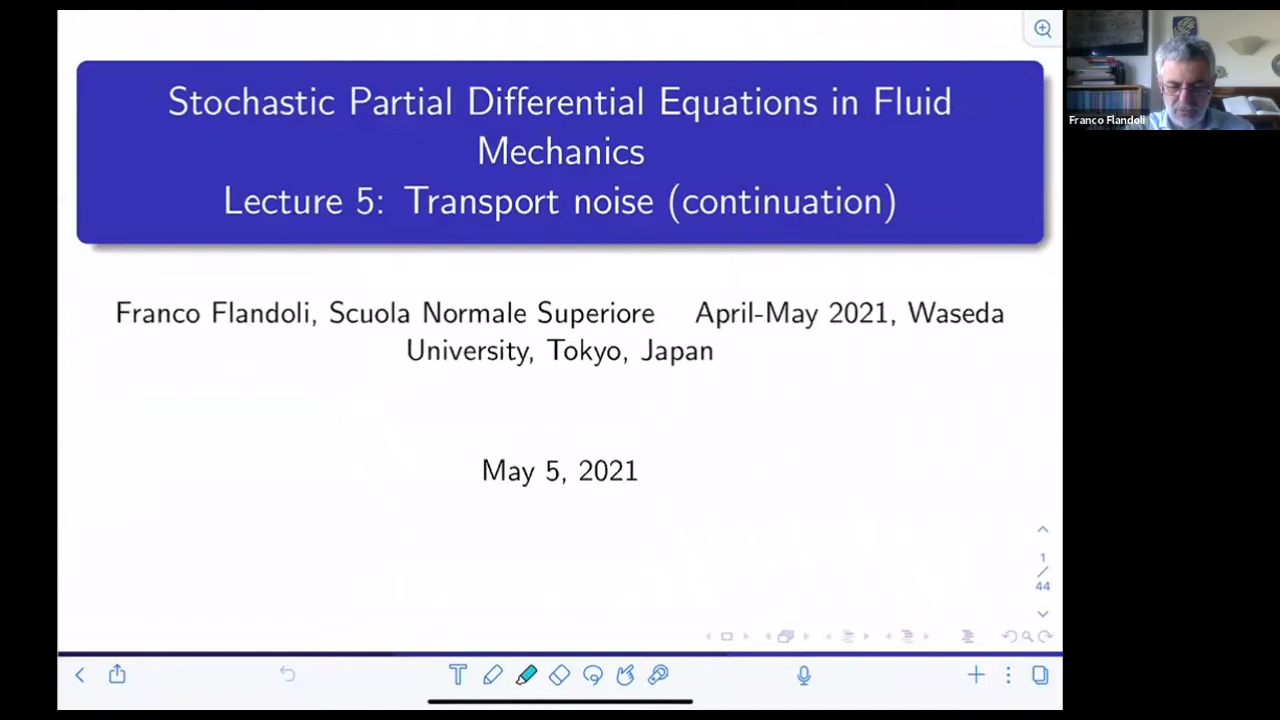 Stochastic Partial Differential Equations in Fluid
Mechanics
Lecture 5: Transport noise (continuation)
Franco Flandoli, Scuola Normale Superiore April-May 2021, Waseda
University, Tokyo, Japan
May 5, 2021
Franco Flandoli
1
/
44
T